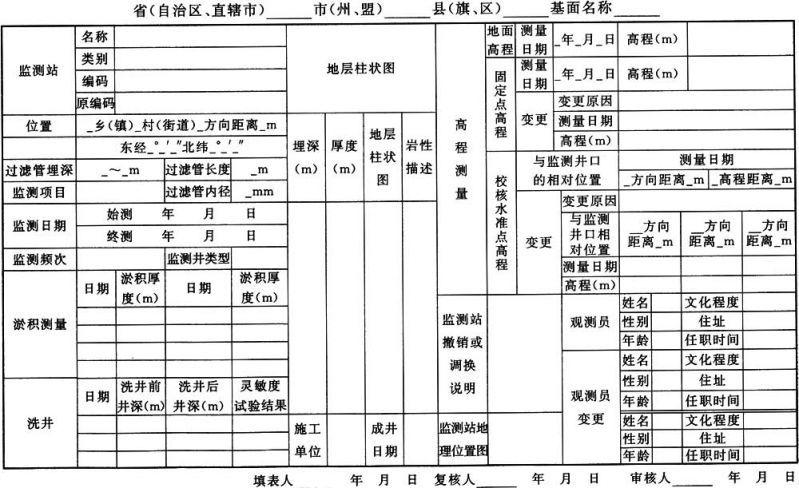 省(自治区、直辖市)____市(州、盟)____县(旗、区)____基面名称____
监测站 名称 地层柱状图 高程测量 地面高程 测量日期 _年_月_日 高程(m)
类别
编码 固定点高程 测量日期 _年_月_日 高程(m)
原编码 变更 变更原因
位置 _乡(镇)_村(街道)_方向距离_m 埋深(m) 厚度(m) 地层柱状图 岩性描述 测量日期
东经_°_′_″北纬_°_′_″ 高程(m)
过滤管埋深 _～_m 过滤管长度 _m 校核水准点高程 与监测井口的相对位置 测量日期
监测项目 过滤管内径 _mm _方向距离_m _高程距离_m
监测日期 始测 年 月 日 变更 变更原因
终测 年 月 日 与监测井口相对位置 __方向距离_m __方向距离_m __方向距离_m
监测频次 监测井类型 测量日期
高程(m)
淤积测量 日期 淤积厚度(m) 日期 淤积厚度(m)
监测站撤销或调换说明 观测员 姓名 文化程度
性别 住址
年龄 任职时间
观测员变更 姓名 文化程度
洗井 日期 洗井前井深(m) 洗井后井深(m) 灵敏度试验结果 性别 住址
年龄 任职时间
施工单位 成井日期 监测站地理位置图 姓名 文化程度
性别 住址
年龄 任职时间
填表人____ 年 月 日 复核人____ 年 月 日 审核人____ 年 月 日